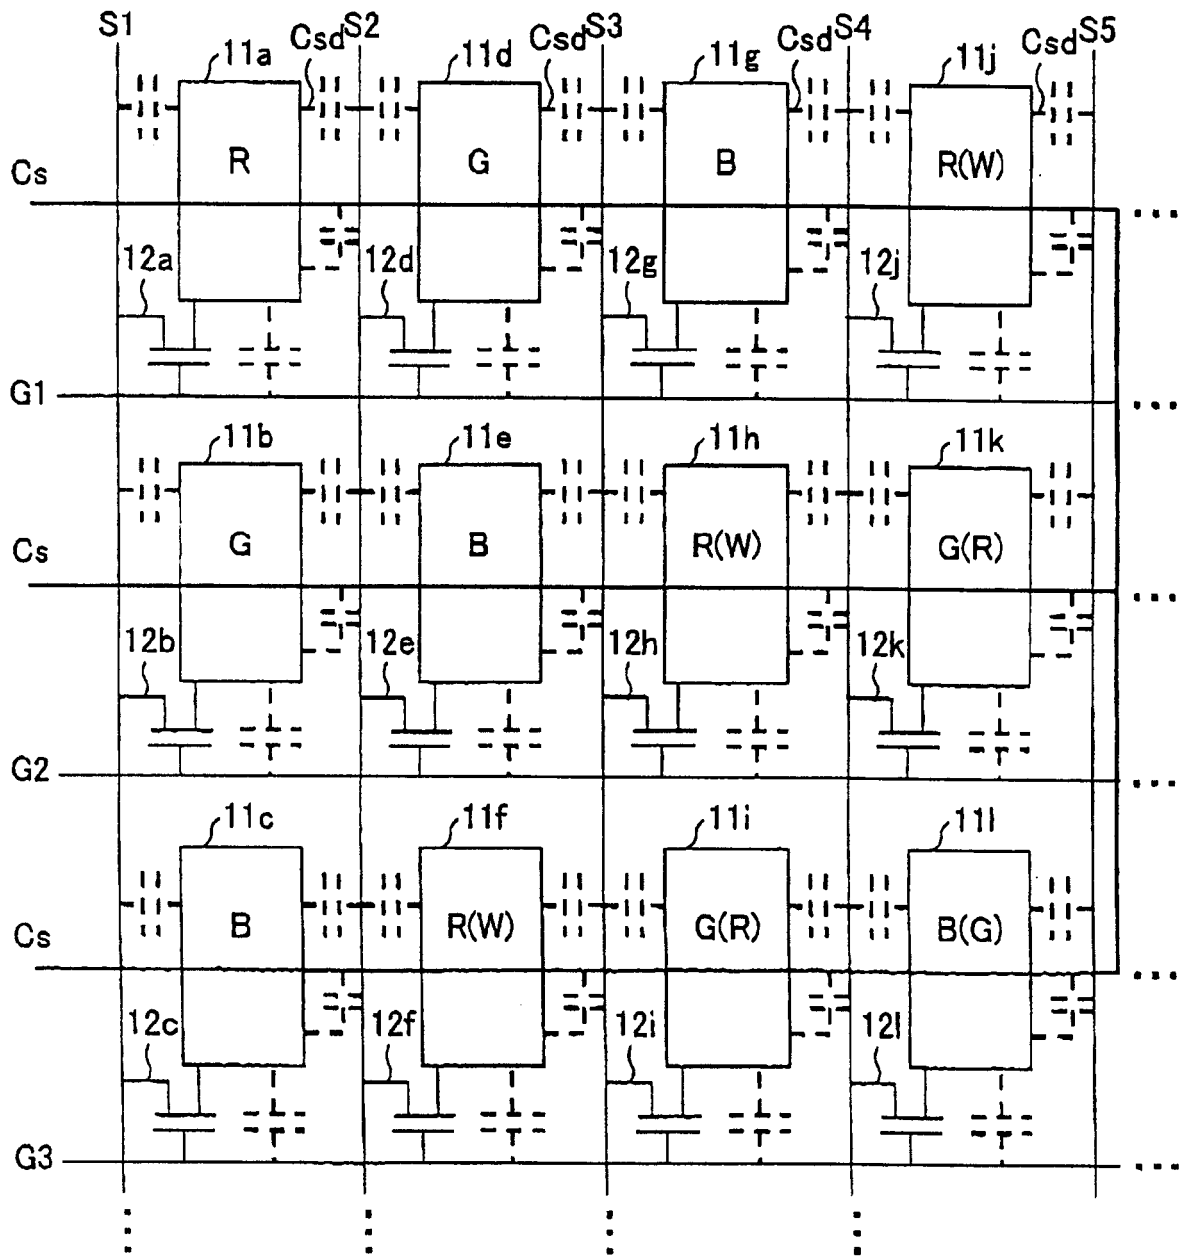 S1 S2 S3 S4 S5
Csd Csd Csd Csd
11a 11d 11g 11j
R G B R(W)
Cs
12a 12d 12g 12j
G1
11b 11e 11h 11k
G B R(W) G(R)
Cs
12b 12e 12h 12k
G2
11c 11f 11i 11l
B R(W) G(R) B(G)
Cs
12c 12f 12i 12l
G3